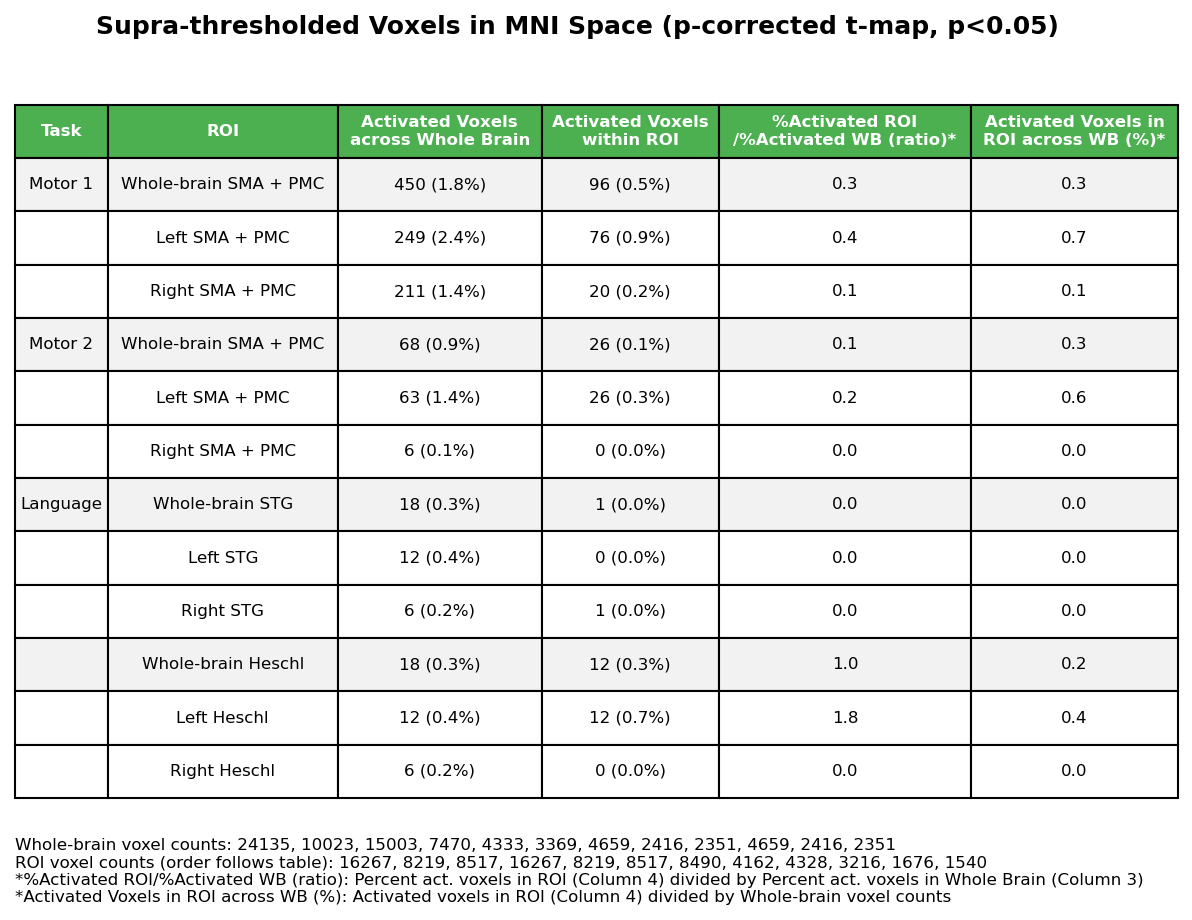 Supra-thresholded Voxels in MNI Space (p-corrected t-map, p<0.05)
Task ROI Activated Voxels across Whole Brain Activated Voxels within ROI %Activated ROI /%Activated WB (ratio)* Activated Voxels in ROI across WB (%)*
Motor 1 Whole-brain SMA + PMC 450 (1.8%) 96 (0.5%) 0.3 0.3
Left SMA + PMC 249 (2.4%) 76 (0.9%) 0.4 0.7
Right SMA + PMC 211 (1.4%) 20 (0.2%) 0.1 0.1
Motor 2 Whole-brain SMA + PMC 68 (0.9%) 26 (0.1%) 0.1 0.3
Left SMA + PMC 63 (1.4%) 26 (0.3%) 0.2 0.6
Right SMA + PMC 6 (0.1%) 0 (0.0%) 0.0 0.0
Language Whole-brain STG 18 (0.3%) 1 (0.0%) 0.0 0.0
Left STG 12 (0.4%) 0 (0.0%) 0.0 0.0
Right STG 6 (0.2%) 1 (0.0%) 0.0 0.0
Whole-brain Heschl 18 (0.3%) 12 (0.3%) 1.0 0.2
Left Heschl 12 (0.4%) 12 (0.7%) 1.8 0.4
Right Heschl 6 (0.2%) 0 (0.0%) 0.0 0.0
Whole-brain voxel counts: 24135, 10023, 15003, 7470, 4333, 3369, 4659, 2416, 2351, 4659, 2416, 2351
ROI voxel counts (order follows table): 16267, 8219, 8517, 16267, 8219, 8517, 8490, 4162, 4328, 3216, 1676, 1540
*%Activated ROI/%Activated WB (ratio): Percent act. voxels in ROI (Column 4) divided by Percent act. voxels in Whole Brain (Column 3)
*Activated Voxels in ROI across WB (%): Activated voxels in ROI (Column 4) divided by Whole-brain voxel counts